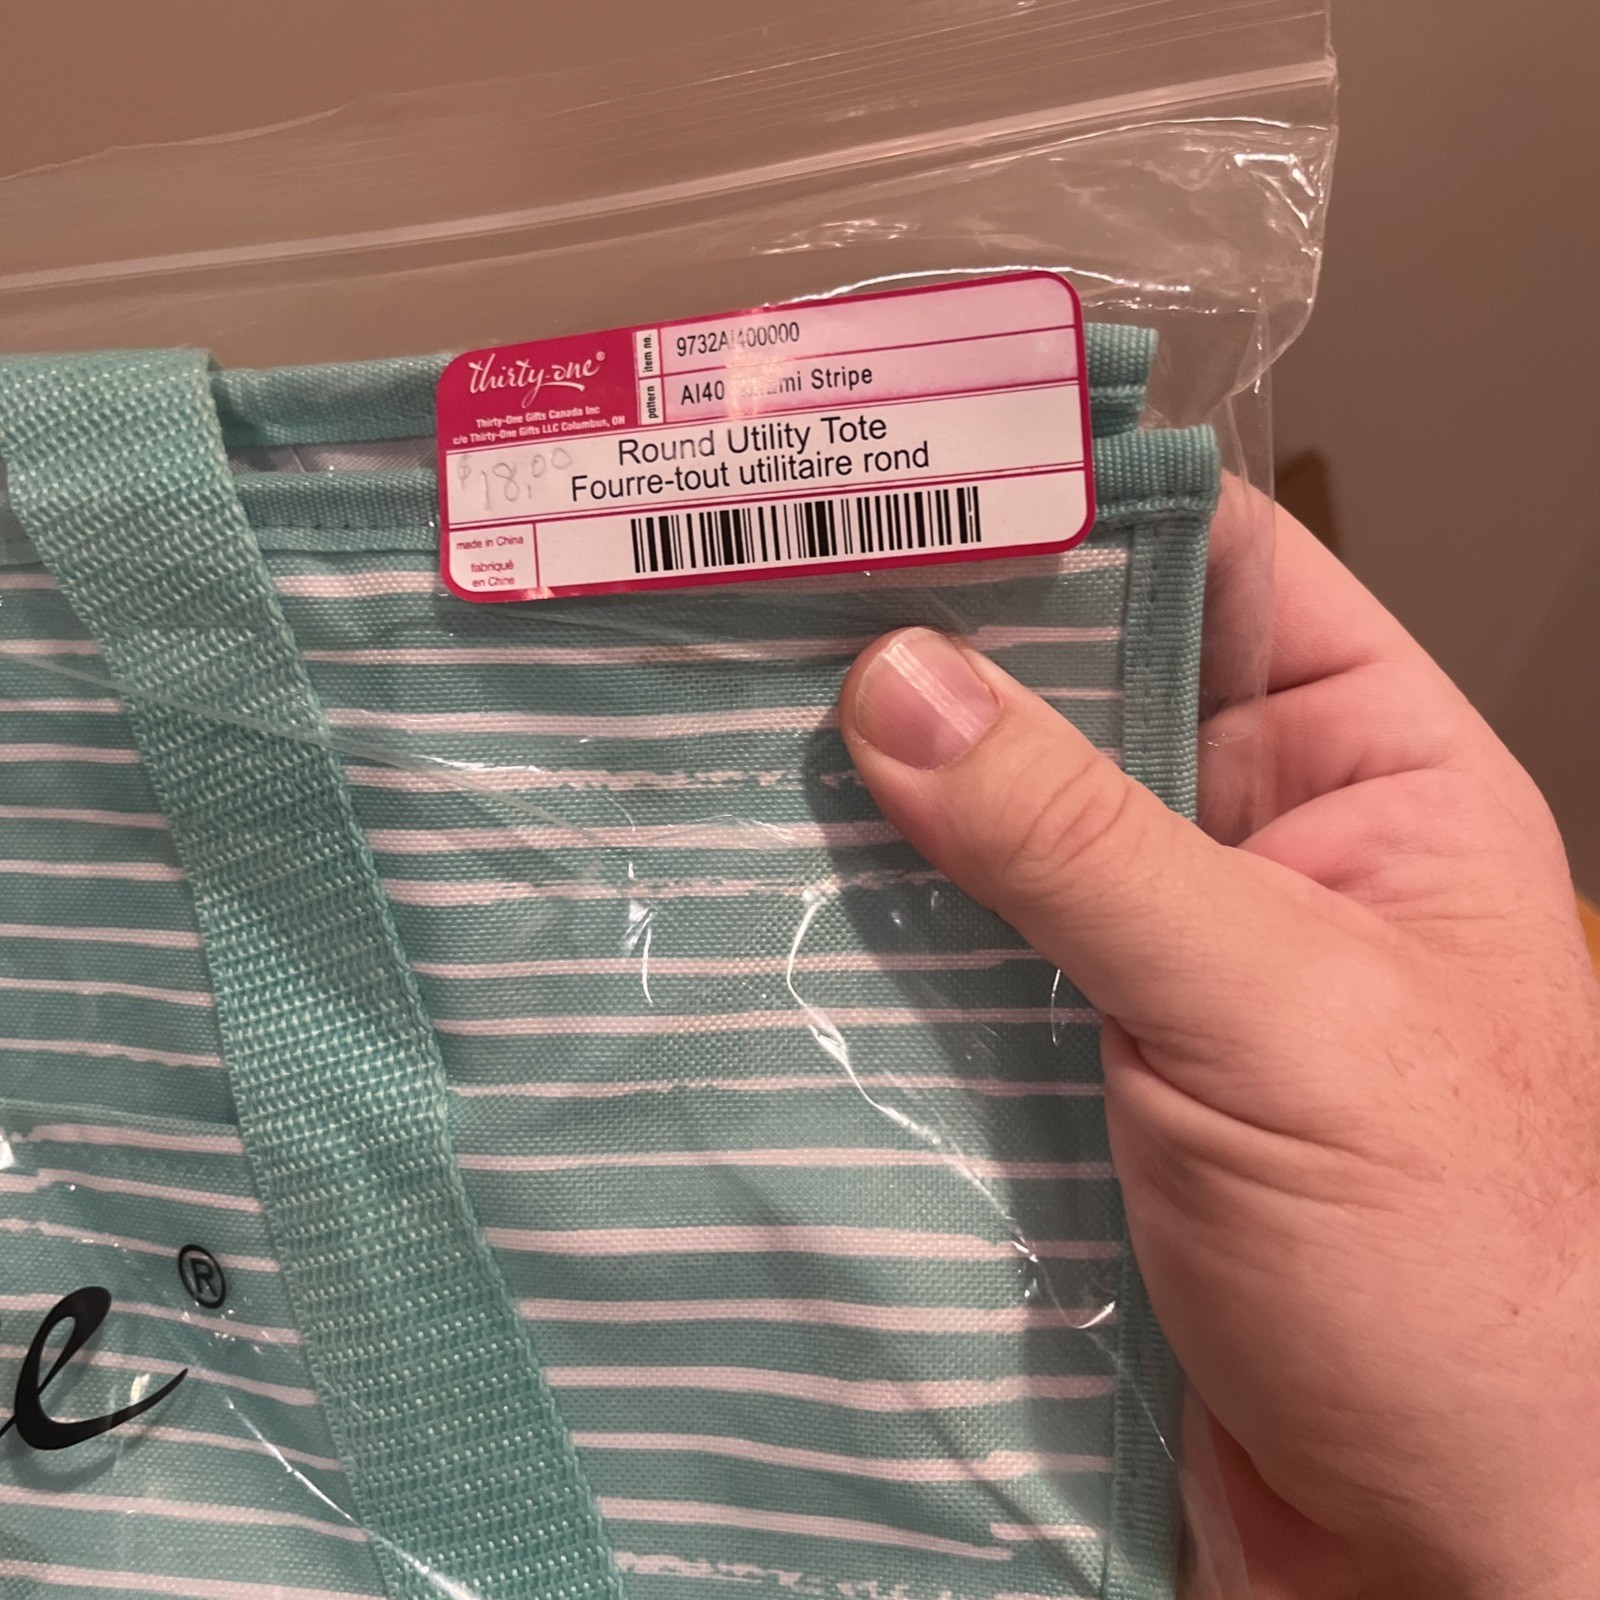 thirty-one®
Thirty-One Gifts Canada Inc
c/o Thirty-One Gifts LLC Columbus, OH
item no.
9732AI400000
pattern
AI40 Stripe
$18.00
Round Utility Tote
Fourre-tout utilitaire rond
made in China
fabriqué
en Chine
e®